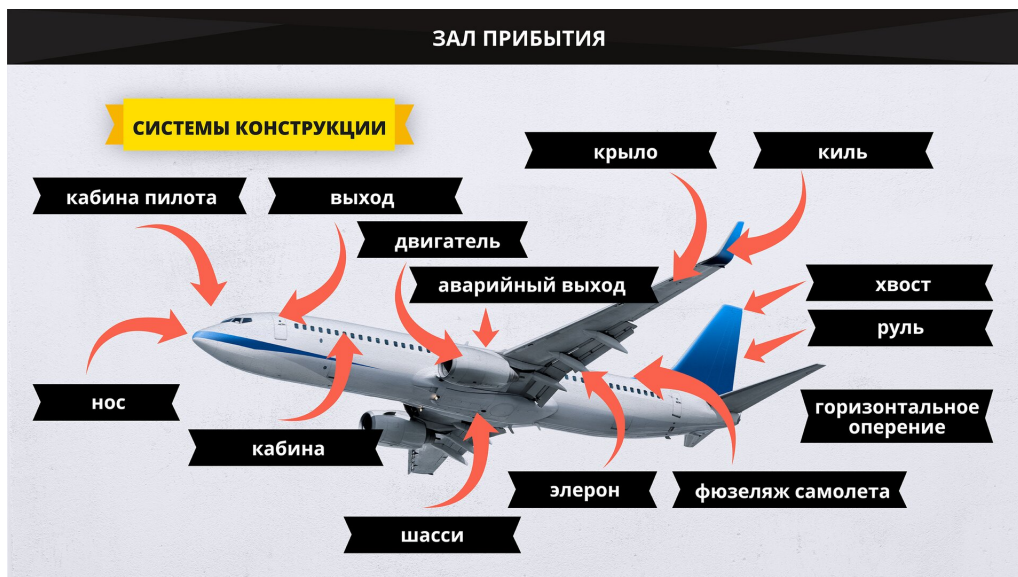 ЗАЛ ПРИБЫТИЯ
СИСТЕМЫ КОНСТРУКЦИИ
крыло
киль
кабина пилота
выход
двигатель
аварийный выход
хвост
руль
нос
горизонтальное
оперение
кабина
элерон
фюзеляж самолета
шасси